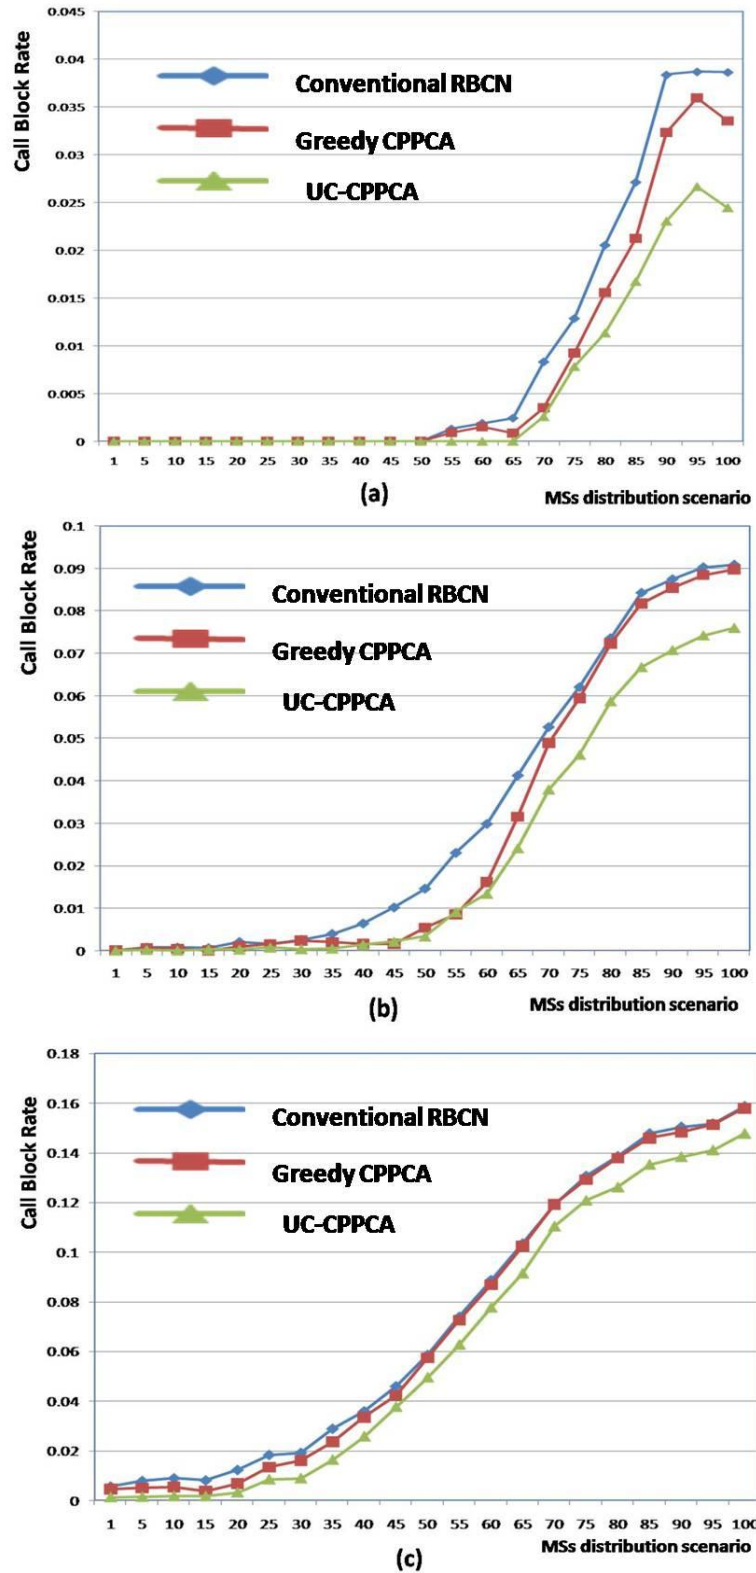 Call Block Rate
0.045
0.04
0.035
0.03
0.025
0.02
0.015
0.01
0.005
0
Conventional RBCN
Greedy CPPCA
UC-CPPCA
1 5 10 15 20 25 30 35 40 45 50 55 60 65 70 75 80 85 90 95 100
(a)
MSs distribution scenario
Call Block Rate
0.1
0.09
0.08
0.07
0.06
0.05
0.04
0.03
0.02
0.01
0
Conventional RBCN
Greedy CPPCA
UC-CPPCA
1 5 10 15 20 25 30 35 40 45 50 55 60 65 70 75 80 85 90 95 100
(b)
MSs distribution scenario
Call Block Rate
0.18
0.16
0.14
0.12
0.1
0.08
0.06
0.04
0.02
0
Conventional RBCN
Greedy CPPCA
UC-CPPCA
1 5 10 15 20 25 30 35 40 45 50 55 60 65 70 75 80 85 90 95 100
MSs distribution scenario
(c)